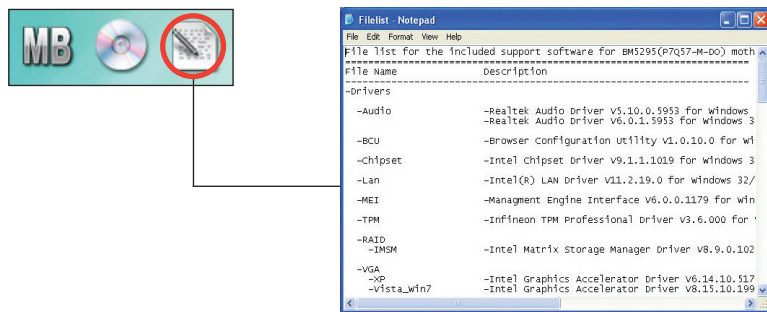 MB
Filelist - Notepad
File Edit Format View Help
File list for the included support software for BM5295(P7Q57-M-DO) moth
File Name Description
-Drivers
-Audio -Realtek Audio Driver V5.10.0.5953 for Windows
-Realtek Audio Driver V6.0.1.5953 for Windows 3
-BCU -Browser Configuration Utility V1.0.10.0 for Wi
-Chipset -Intel Chipset Driver v9.1.1.1019 for Windows 3
-Lan -Intel(R) LAN Driver V11.2.19.0 for Windows 32/
-MEI -Managment Engine Interface v6.0.0.1179 for Win
-TPM -Infineon TPM Professional Driver v3.6.000 for
-RAID
-IMSM -Intel Matrix Storage Manager Driver V8.9.0.102
-VGA
-XP -Intel Graphics Accelerator Driver V6.14.10.517
-Vista_Win7 -Intel Graphics Accelerator Driver V8.15.10.199